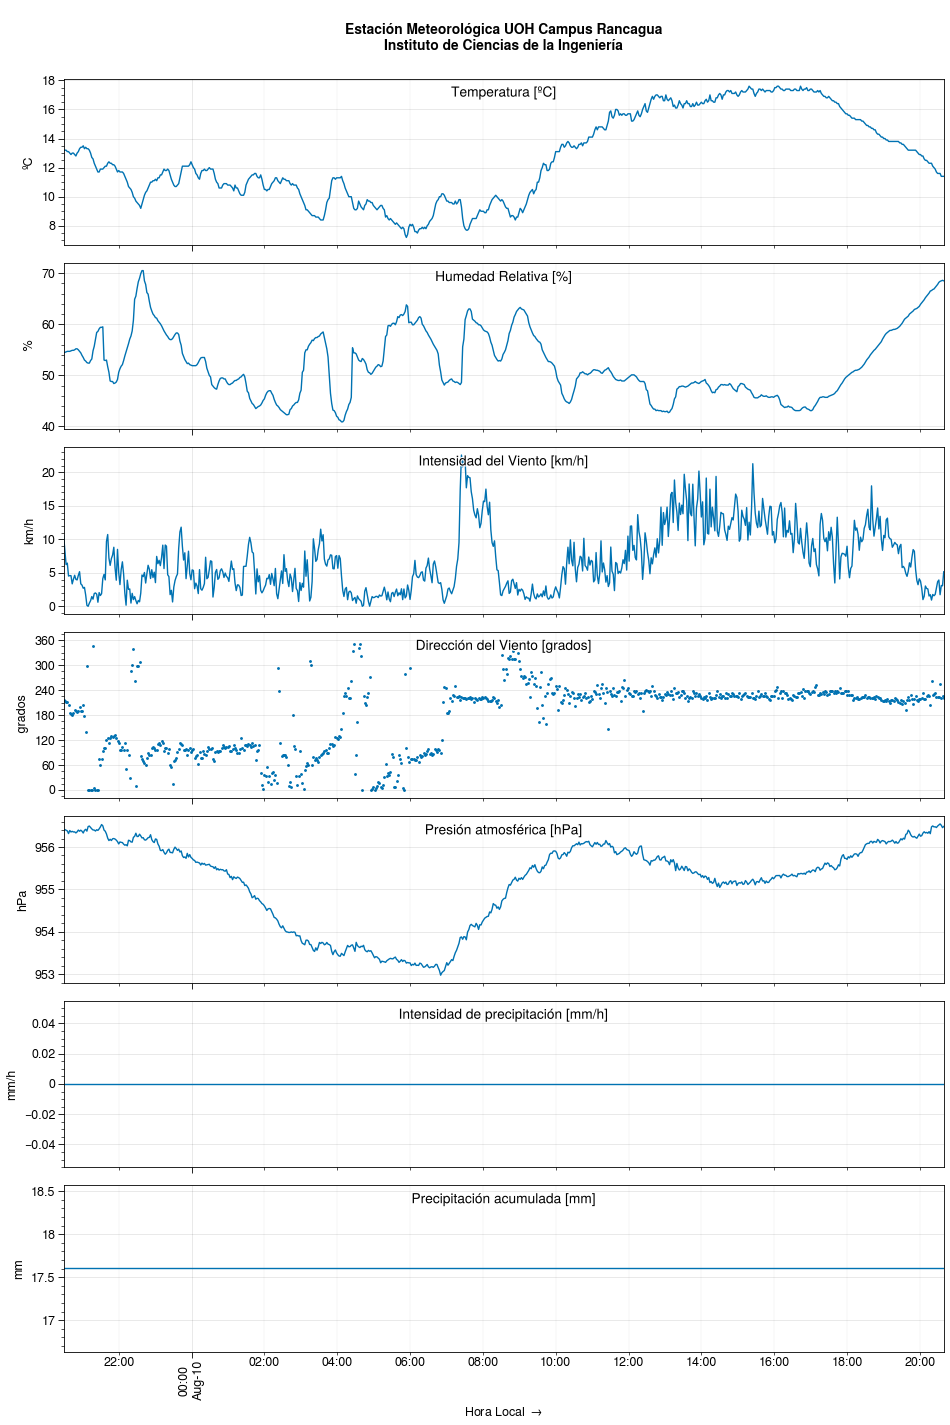 Estación Meteorológica UOH Campus Rancagua
Instituto de Ciencias de la Ingeniería
Temperatura [ºC]
ºC
18
16
14
12
10
8
Humedad Relativa [%]
%
70
60
50
40
Intensidad del Viento [km/h]
km/h
20
15
10
5
0
Dirección del Viento [grados]
grados
360
300
240
180
120
60
0
Presión atmosférica [hPa]
hPa
956
955
954
953
Intensidad de precipitación [mm/h]
mm/h
0.04
0.02
0
−0.02
−0.04
Precipitación acumulada [mm]
mm
18.5
18
17.5
17
22:00
00:00
Aug-10
02:00
04:00
06:00
08:00
10:00
12:00
14:00
16:00
18:00
20:00
Hora Local →